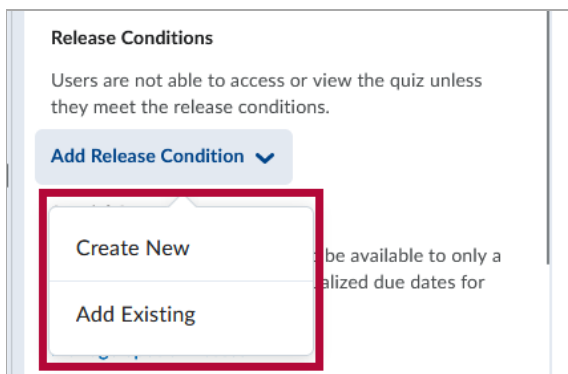 Release Conditions
Users are not able to access or view the quiz unless
they meet the release conditions.
Add Release Condition
Create New
be available to only a
alized due dates for
Add Existing